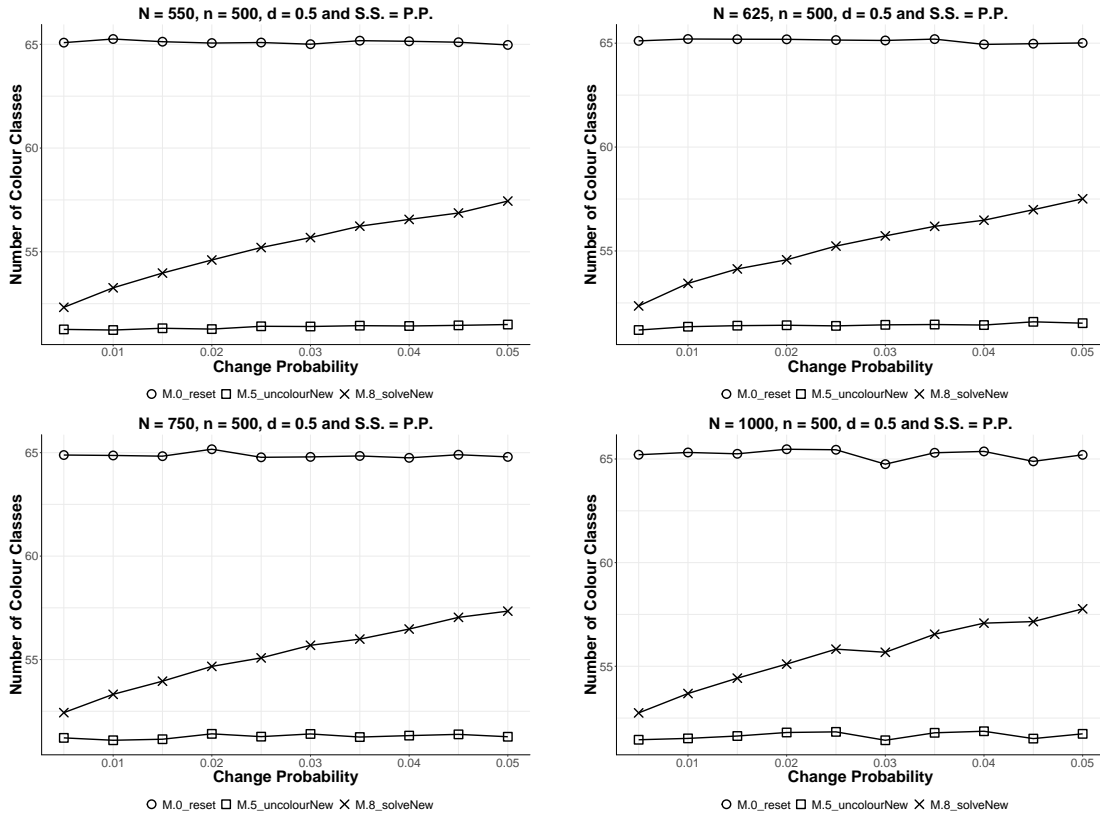 N = 550, n = 500, d = 0.5 and S.S. = P.P.
Number of Colour Classes
65
60
55
0.01 0.02 0.03 0.04 0.05
Change Probability
M.0_reset M.5_uncolourNew M.8_solveNew
N = 625, n = 500, d = 0.5 and S.S. = P.P.
Number of Colour Classes
65
60
55
0.01 0.02 0.03 0.04 0.05
Change Probability
M.0_reset M.5_uncolourNew M.8_solveNew
N = 750, n = 500, d = 0.5 and S.S. = P.P.
Number of Colour Classes
65
60
55
0.01 0.02 0.03 0.04 0.05
Change Probability
M.0_reset M.5_uncolourNew M.8_solveNew
N = 1000, n = 500, d = 0.5 and S.S. = P.P.
Number of Colour Classes
65
60
55
0.01 0.02 0.03 0.04 0.05
Change Probability
M.0_reset M.5_uncolourNew M.8_solveNew